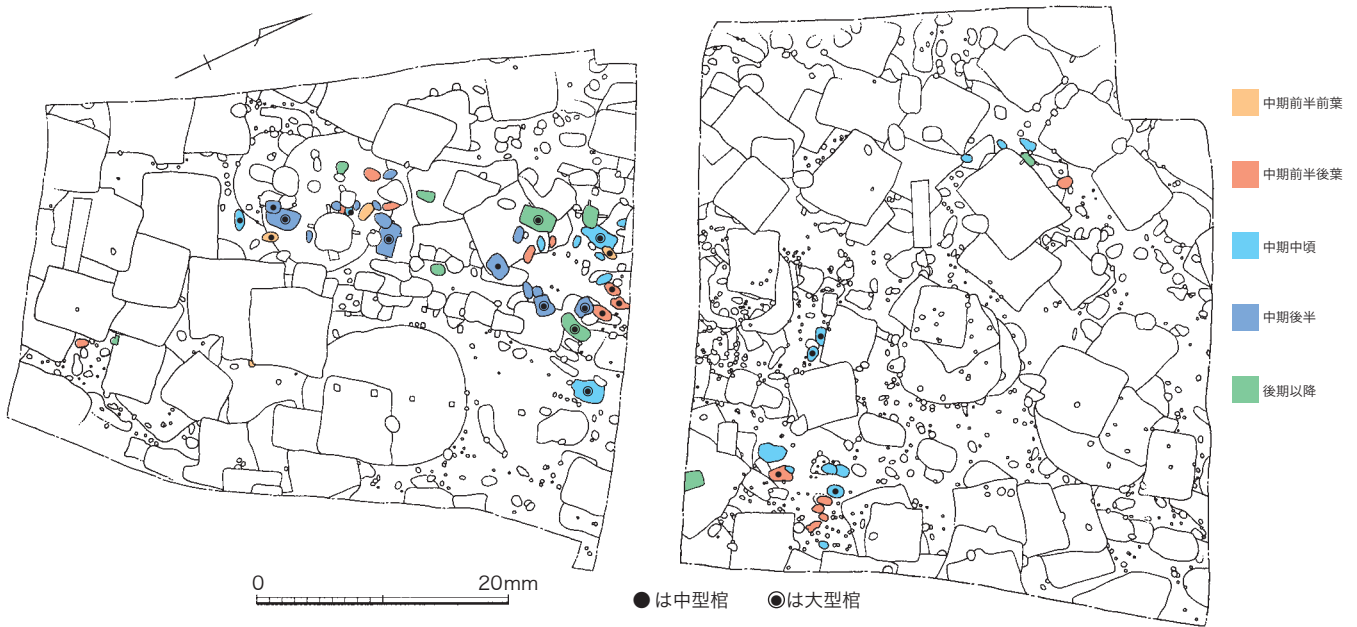 中期前半前葉
中期前半後葉
中期中頃
中期後半
後期以降
0 20mm
●は中型棺 ◉は大型棺